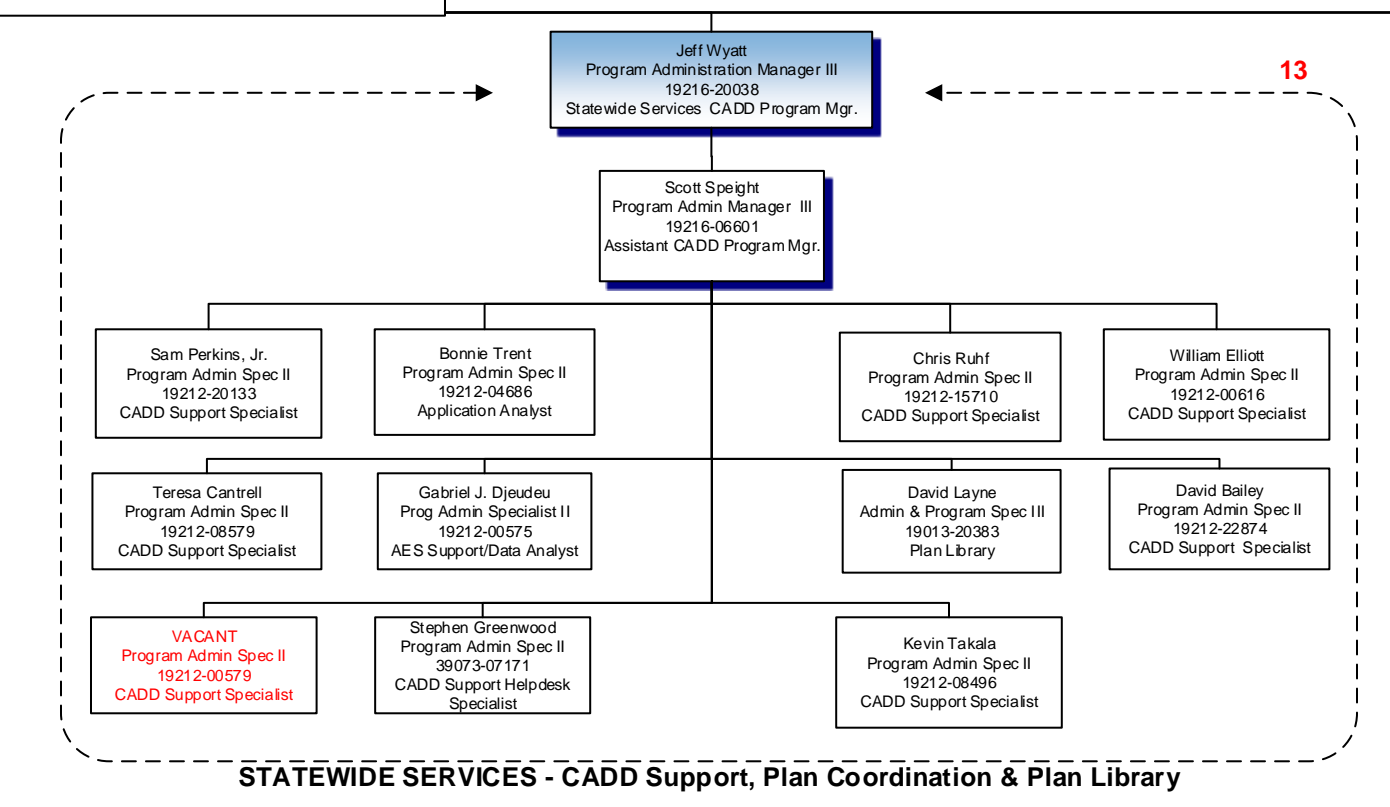 Jeff Wyatt
Program Administration Manager III
19216-20038
Statewide Services CADD Program Mgr.
13
Scott Speight
Program Admin Manager III
19216-06601
Assistant CADD Program Mgr.
Sam Perkins, Jr.
Program Admin Spec II
19212-20133
CADD Support Specialist
Bonnie Trent
Program Admin Spec II
19212-04686
Application Analyst
Chris Ruhf
Program Admin Spec II
19212-15710
CADD Support Specialist
William Elliott
Program Admin Spec II
19212-00616
CADD Support Specialist
Teresa Cantrell
Program Admin Spec II
19212-08579
CADD Support Specialist
Gabriel J. Djeudeu
Prog Admin Specialist II
19212-00575
AES Support/Data Analyst
David Layne
Admin & Program Spec III
19013-20383
Plan Library
David Bailey
Program Admin Spec II
19212-22874
CADD Support Specialist
VACANT
Program Admin Spec II
19212-00579
CADD Support Specialist
Stephen Greenwood
Program Admin Spec II
39073-07171
CADD Support Helpdesk
Specialist
Kevin Takala
Program Admin Spec II
19212-08496
CADD Support Specialist
STATEWIDE SERVICES - CADD Support, Plan Coordination & Plan Library